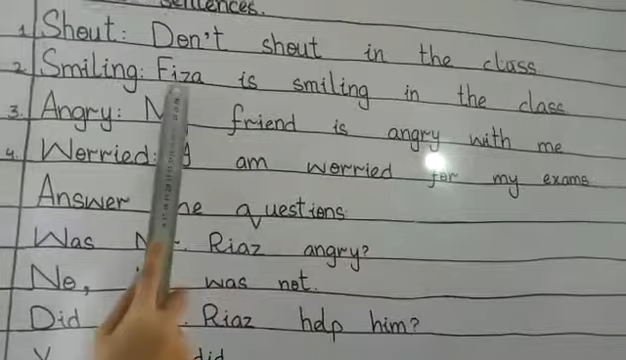 sentences.
1. Shout: Don't shout in the class
2. Smiling: Fiza is smiling in the class
3. Angry: friend is angry with me
4. Worried: am worried for my exams
Answer questions
Was Riaz angry?
No, was not.
Did Riaz help him?
did